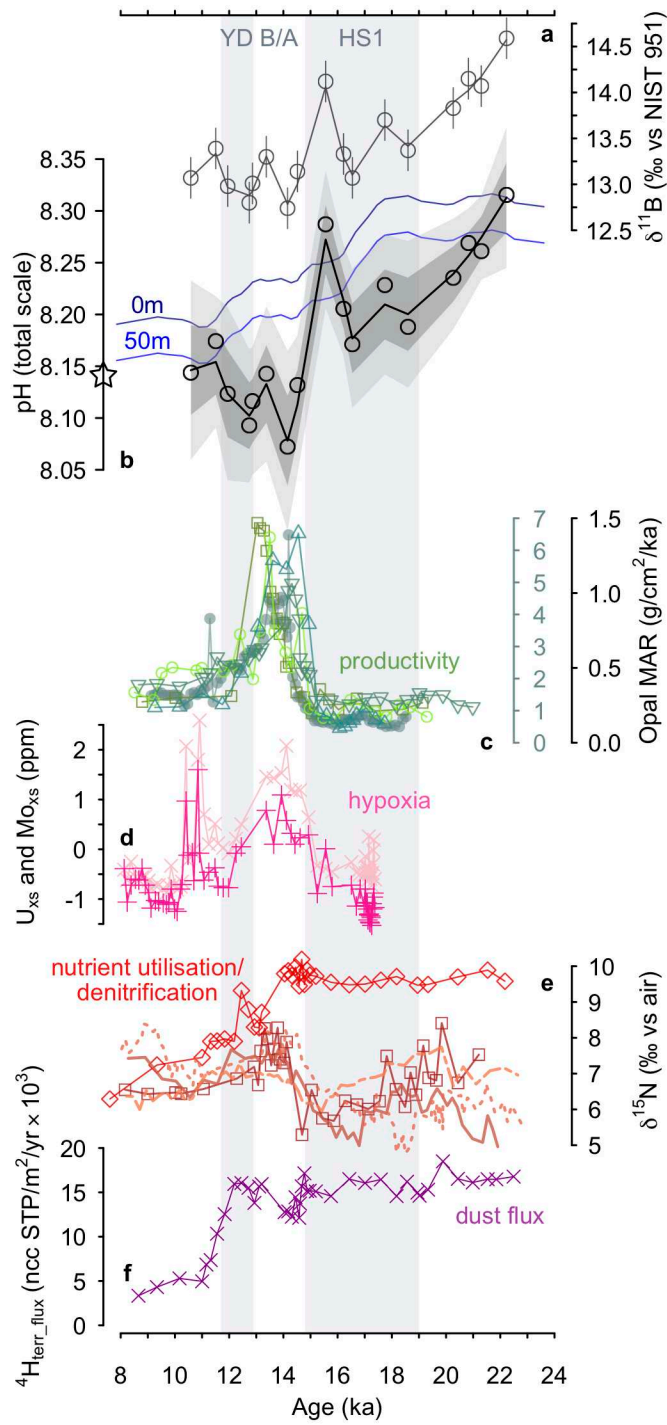 YD B/A HS1 a
14.5
14.0
13.5
13.0
12.5
δ¹¹B (‰ vs NIST 951)
8.35
8.30
8.25
8.20
8.15
8.10
8.05
pH (total scale)
0m
50m
b
7
6
5
4
3
2
1
0
1.5
1.0
0.5
0.0
Opal MAR (g/cm²/ka)
productivity
c
2
1
0
-1
U_xs and Mo_xs (ppm)
d
hypoxia
nutrient utilisation/
denitrification
e
10
9
8
7
6
5
δ¹⁵N (‰ vs air)
20
15
10
5
0
⁴H_terr_flux (ncc STP/m²/yr × 10³)
dust flux
f
8 10 12 14 16 18 20 22 24
Age (ka)